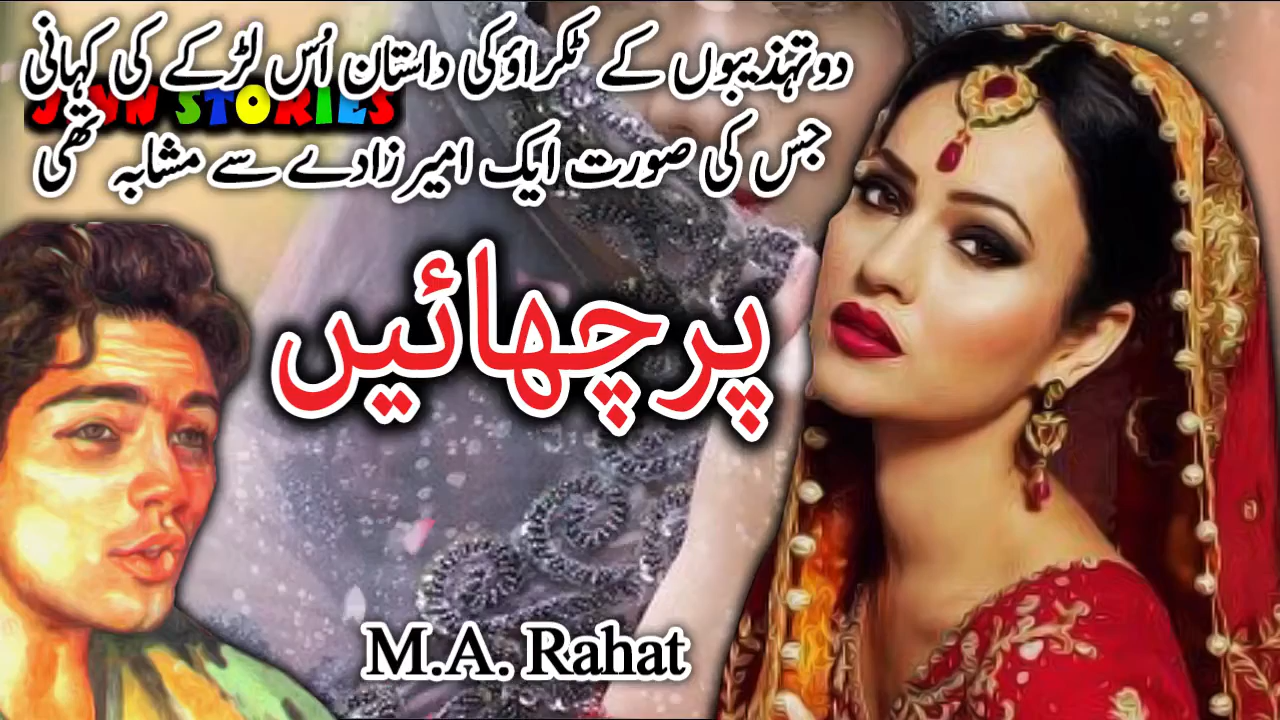 دو تہذیبوں کے ٹکراؤ کی داستان اُس لڑکے کی کہانی
STORIES
جس کی صورت ایک امیر زادے سے مشابہ تھی
پرچھائیں
M.A. Rahat